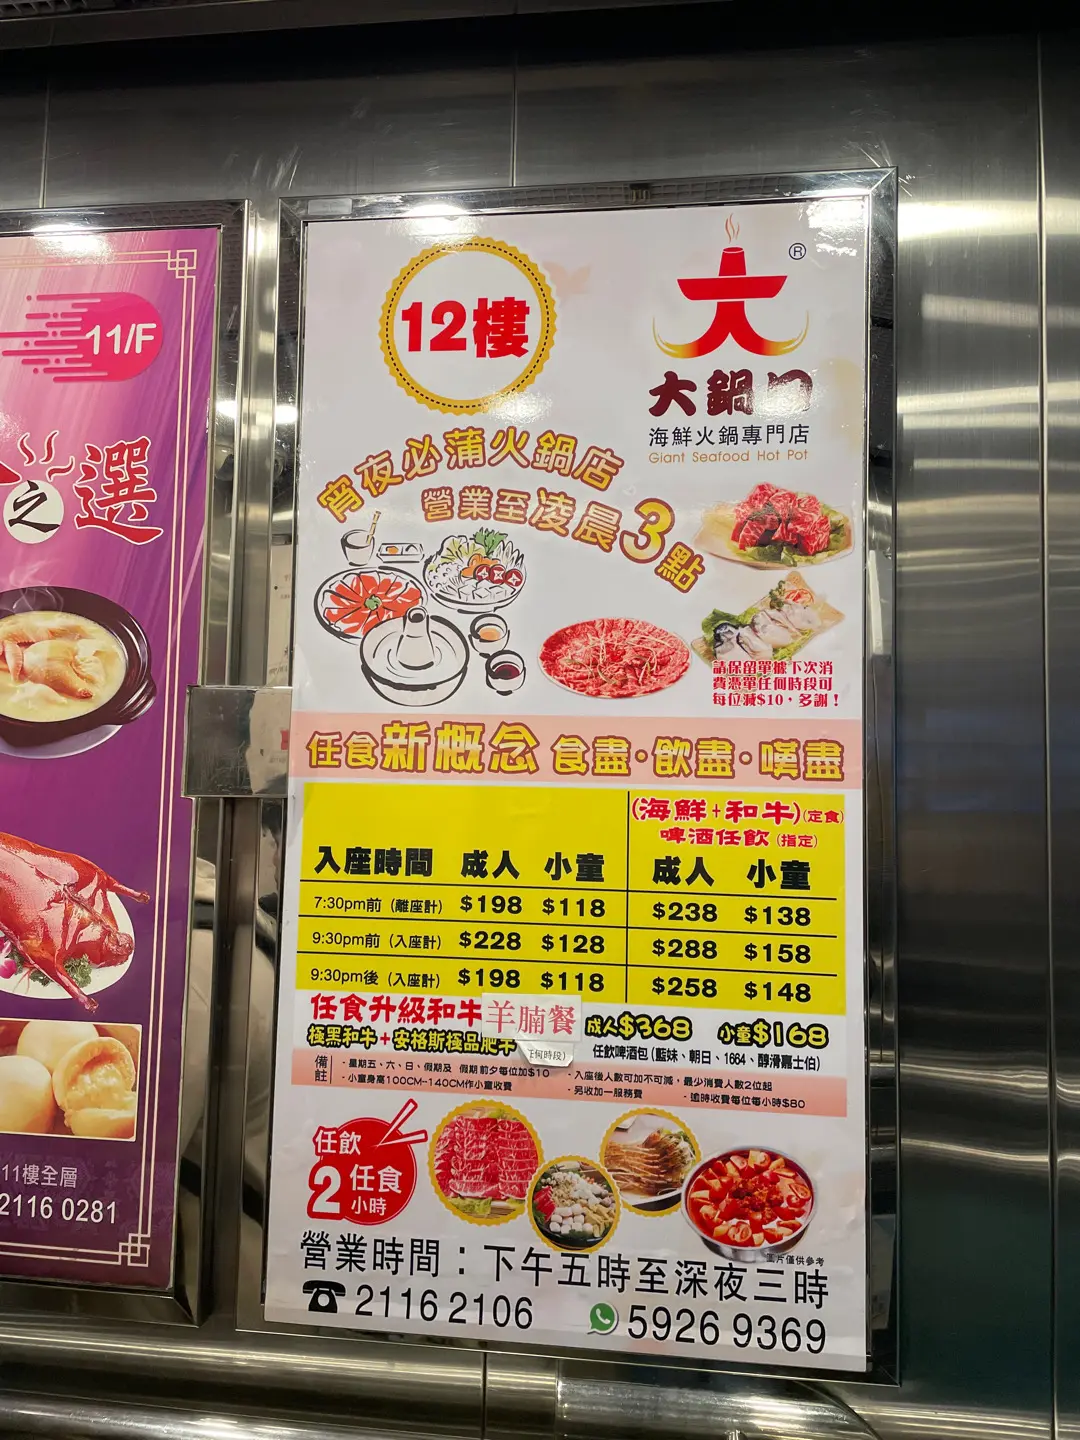 11/F
之選
11樓全層
2116 0281
12樓
®
大鍋
海鮮火鍋專門店
Giant Seafood Hot Pot
宵夜必蒲火鍋店
營業至凌晨3點
請保留單據下次消
費憑單任何時段可
每位減$10，多謝！
任食新概念 食盡·飲盡·嘆盡
(海鮮+和牛)(定食)
啤酒任飲(指定)
入座時間 成人 小童 成人 小童
7:30pm前 (離座計) $198 $118 $238 $138
9:30pm前 (入座計) $228 $128 $288 $158
9:30pm後 (入座計) $198 $118 $258 $148
任食升級和牛 羊腩餐 成人$368 小童$168
極黑和牛+安格斯極品肥牛 任何時段) 任飲啤酒包(藍妹、朝日、1664、醇滑嘉士伯)
備註
- 星期五、六、日、假期及 假期前夕每位加$10
- 小童身高100CM--140CM作小童收費
- 入座後人數可加不可減，最少消費人數2位起
- 另收加一服務費 - 逾時收費每位每小時$80
任飲
任食
2小時
圖片僅供參考
營業時間：下午五時至深夜三時
☎ 2116 2106 5926 9369